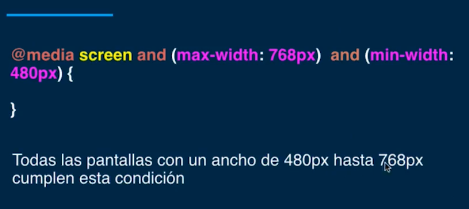 @media screen and (max-width: 768px) and (min-width:
480px) {
}
Todas las pantallas con un ancho de 480px hasta 768px
cumplen esta condición